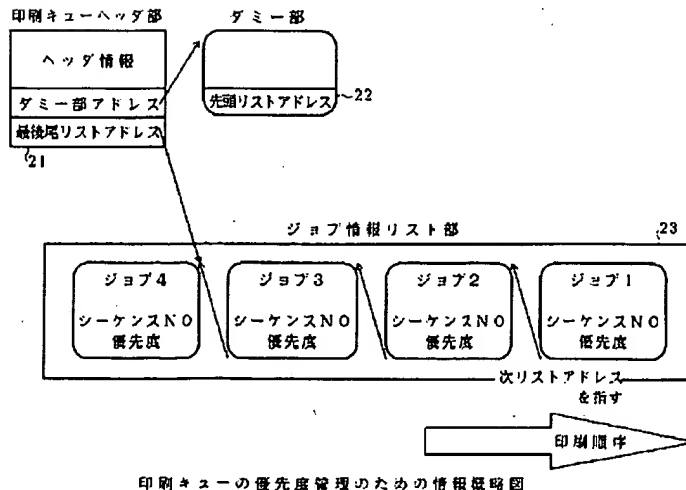 印刷キューヘッダ部
ダミー部
ヘッダ情報
ダミー部アドレス
先頭リストアドレス
22
最後尾リストアドレス
21
ジョブ情報リスト部
23
ジョブ4
シーケンスNO
優先度
ジョブ3
シーケンスNO
優先度
ジョブ2
シーケンスNO
優先度
ジョブ1
シーケンスNO
優先度
次リストアドレス
を指す
印刷順序
印刷キューの優先度管理のための情報概略図